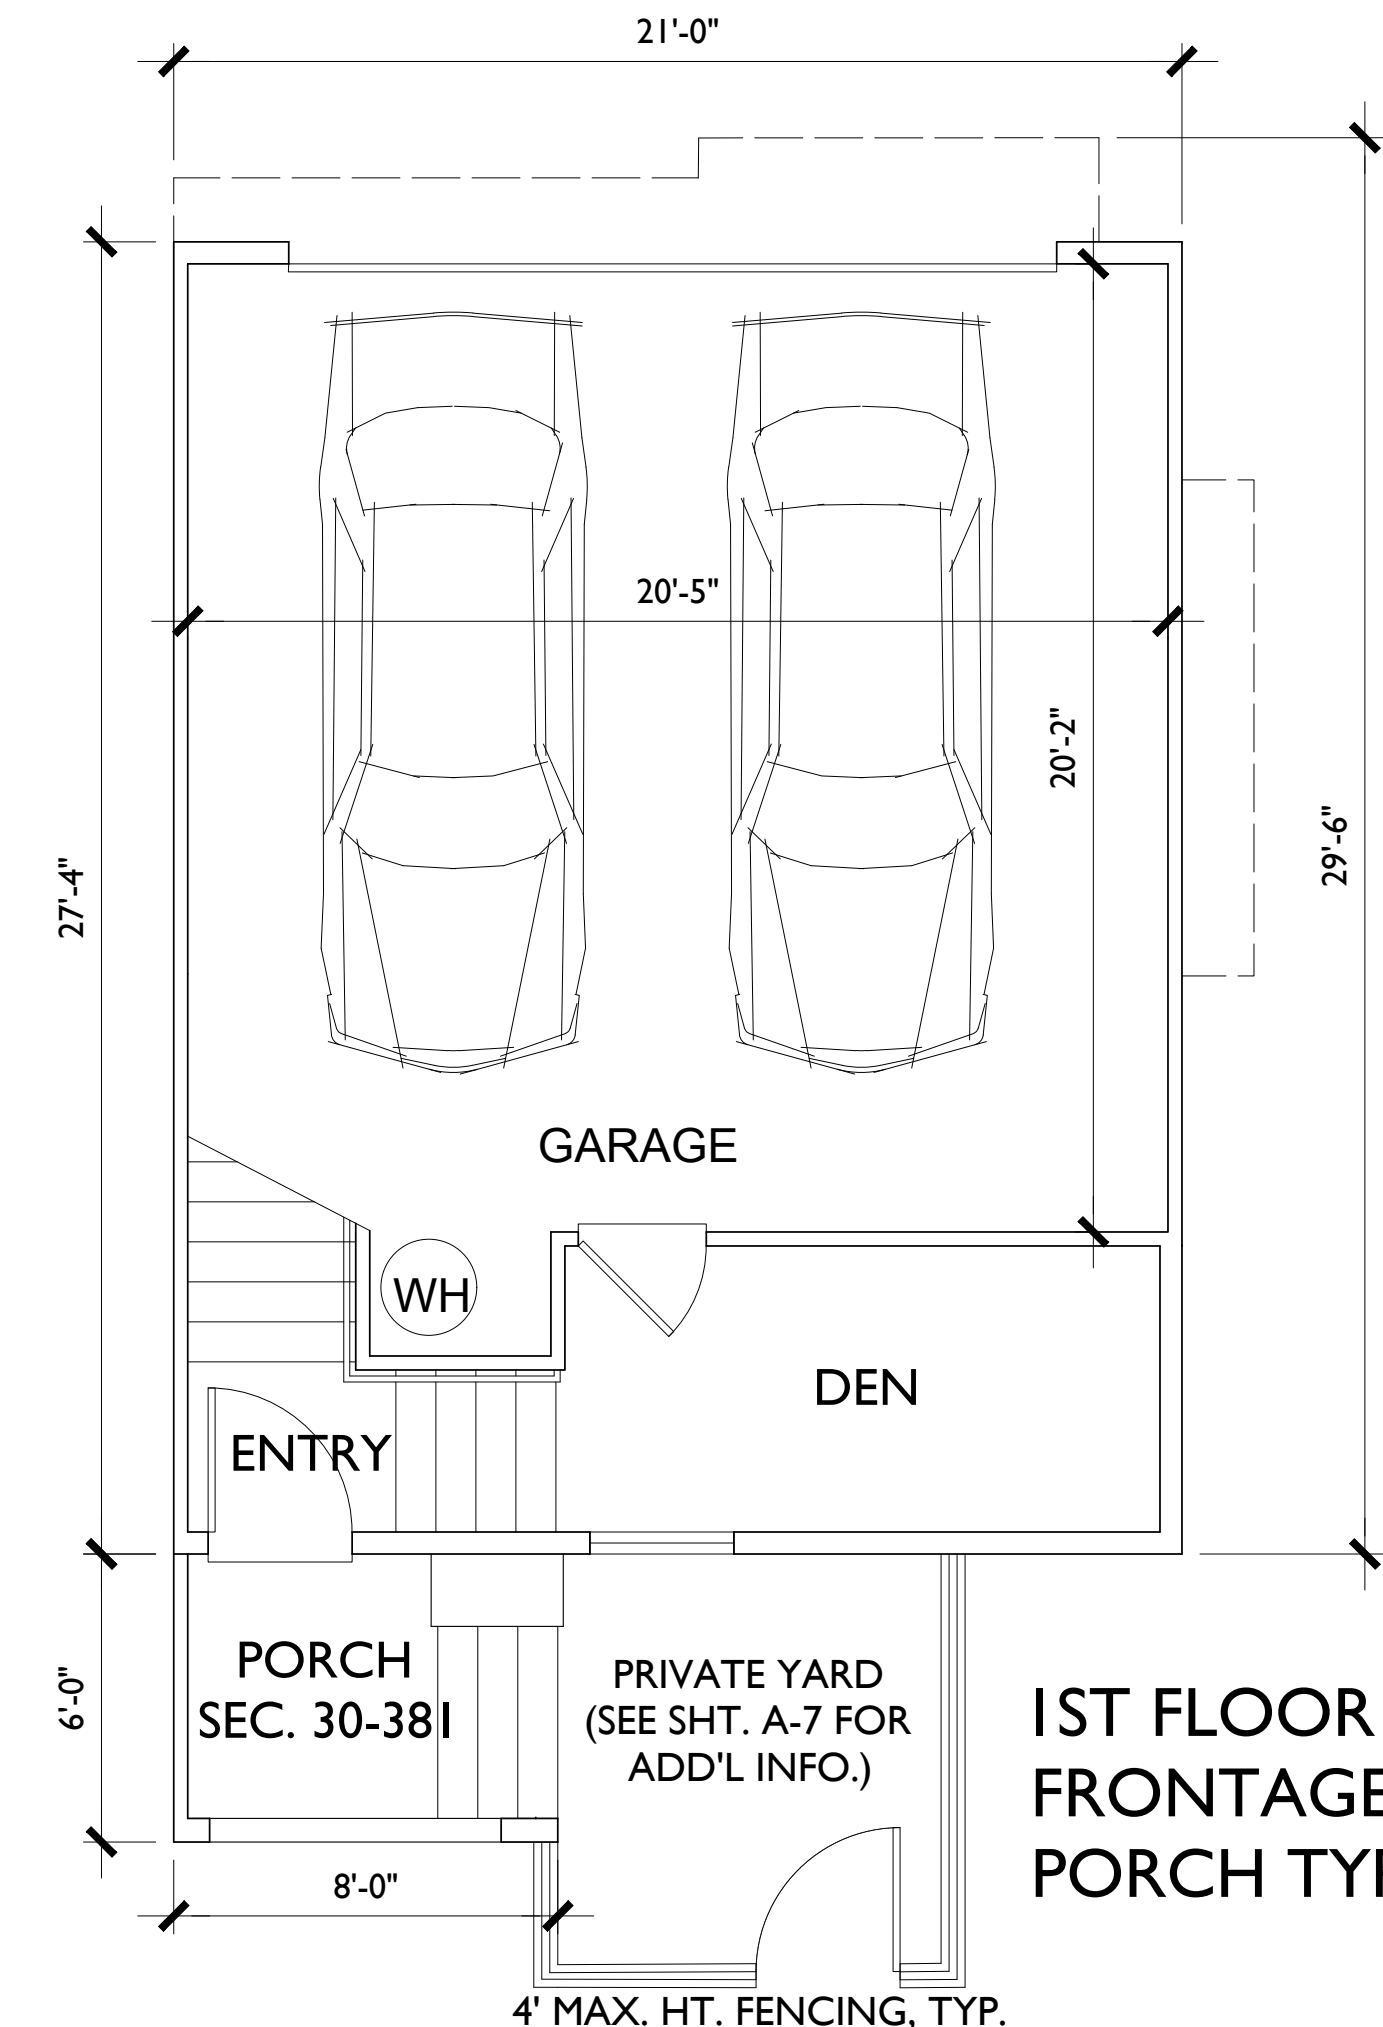 21'-0"
20'-5"
20'-2"
29'-6"
27'-4"
GARAGE
WH
DEN
ENTRY
PORCH
SEC. 30-381
6'-0"
PRIVATE YARD
(SEE SHT. A-7 FOR
ADD'L INFO.)
1ST FLOOR
FRONTAGE
PORCH TYP
8'-0"
4' MAX. HT. FENCING, TYP.